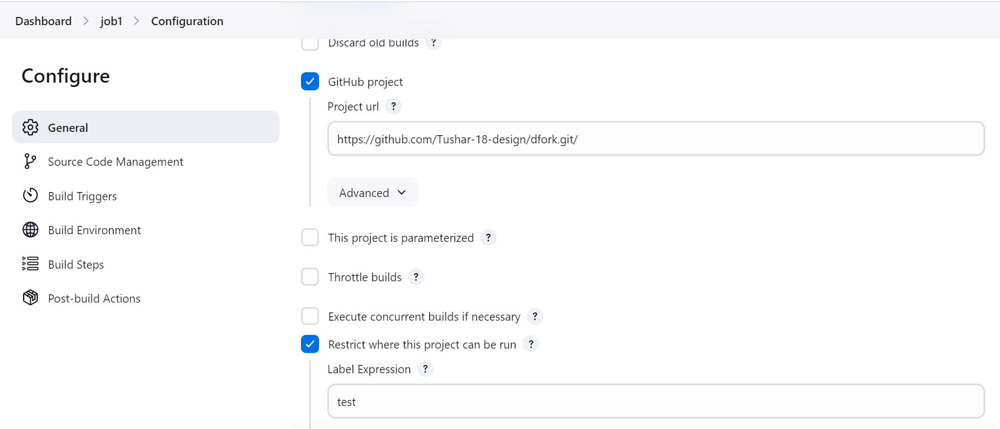 Dashboard > job1 > Configuration
Configure
General
Source Code Management
Build Triggers
Build Environment
Build Steps
Post-build Actions
Discard old builds ?
GitHub project
Project url ?
https://github.com/Tushar-18-design/dfork.git/
Advanced
This project is parameterized ?
Throttle builds ?
Execute concurrent builds if necessary ?
Restrict where this project can be run ?
Label Expression ?
test